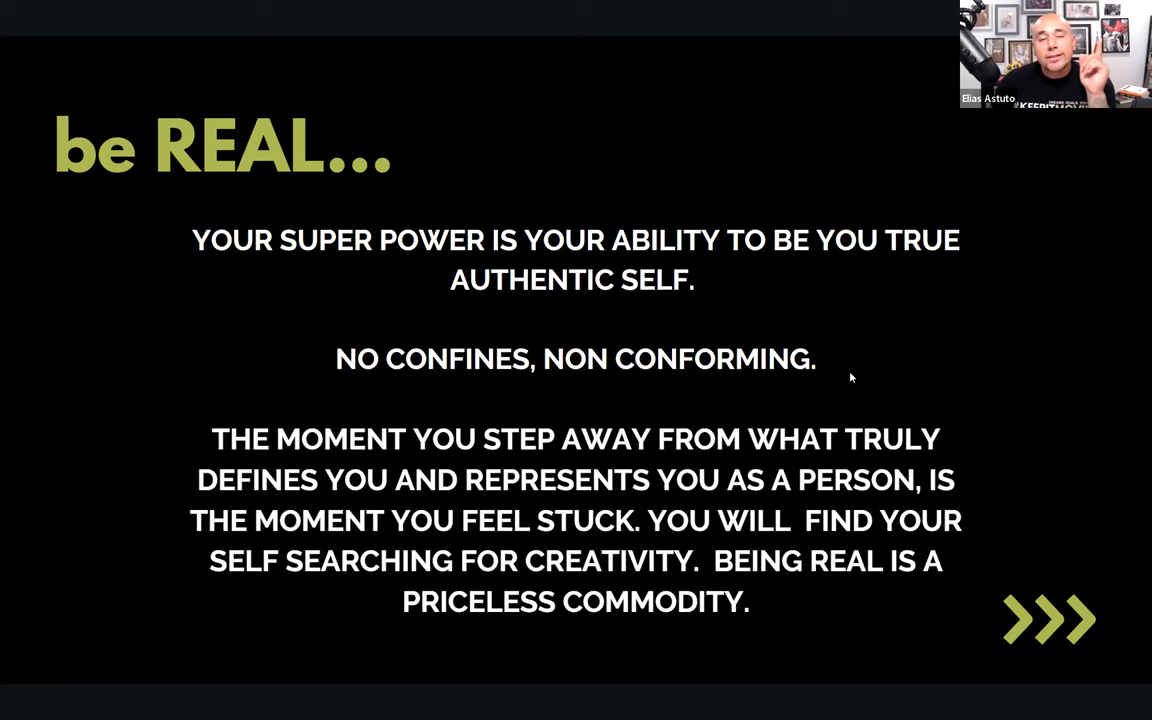 Elias Astuto
be REAL...
YOUR SUPER POWER IS YOUR ABILITY TO BE YOU TRUE
AUTHENTIC SELF.
NO CONFINES, NON CONFORMING.
THE MOMENT YOU STEP AWAY FROM WHAT TRULY
DEFINES YOU AND REPRESENTS YOU AS A PERSON, IS
THE MOMENT YOU FEEL STUCK. YOU WILL  FIND YOUR
SELF SEARCHING FOR CREATIVITY.  BEING REAL IS A
PRICELESS COMMODITY.